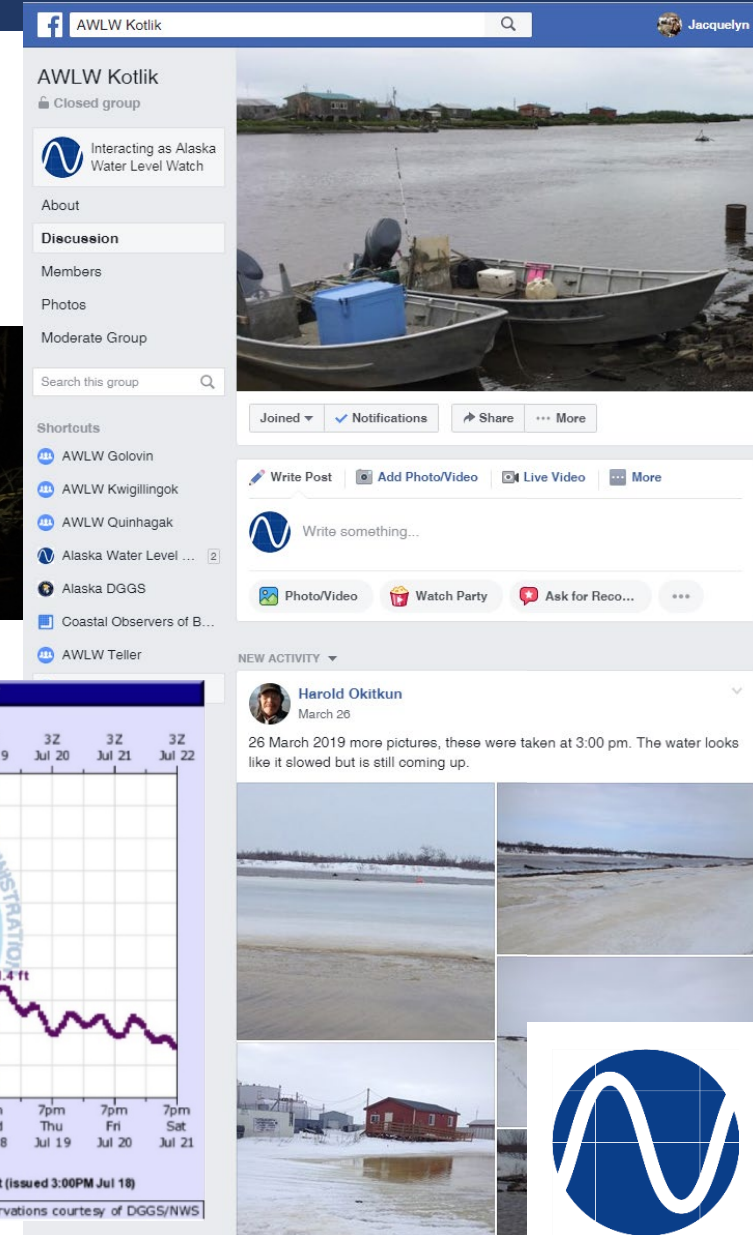 AWLW Kotlik
Jacquelyn
AWLW Kotlik
Closed group
Interacting as Alaska
Water Level Watch
About
Discussion
Members
Photos
Moderate Group
Search this group
Shortcuts
AWLW Golovin
AWLW Kwigillingok
AWLW Quinhagak
Alaska Water Level ... 2
Alaska DGGS
Coastal Observers of B...
AWLW Teller
Joined
Notifications
Share
More
Write Post
Add Photo/Video
Live Video
More
Write something...
Photo/Video
Watch Party
Ask for Reco...
NEW ACTIVITY
Harold Okitkun
March 26
26 March 2019 more pictures, these were taken at 3:00 pm. The water looks
like it slowed but is still coming up.
3Z 3Z 3Z
Jul 20 Jul 21 Jul 22
.4 ft
7pm 7pm 7pm
Thu Fri Sat
Jul 19 Jul 20 Jul 21
(issued 3:00PM Jul 18)
courtesy of DGGS/NWS